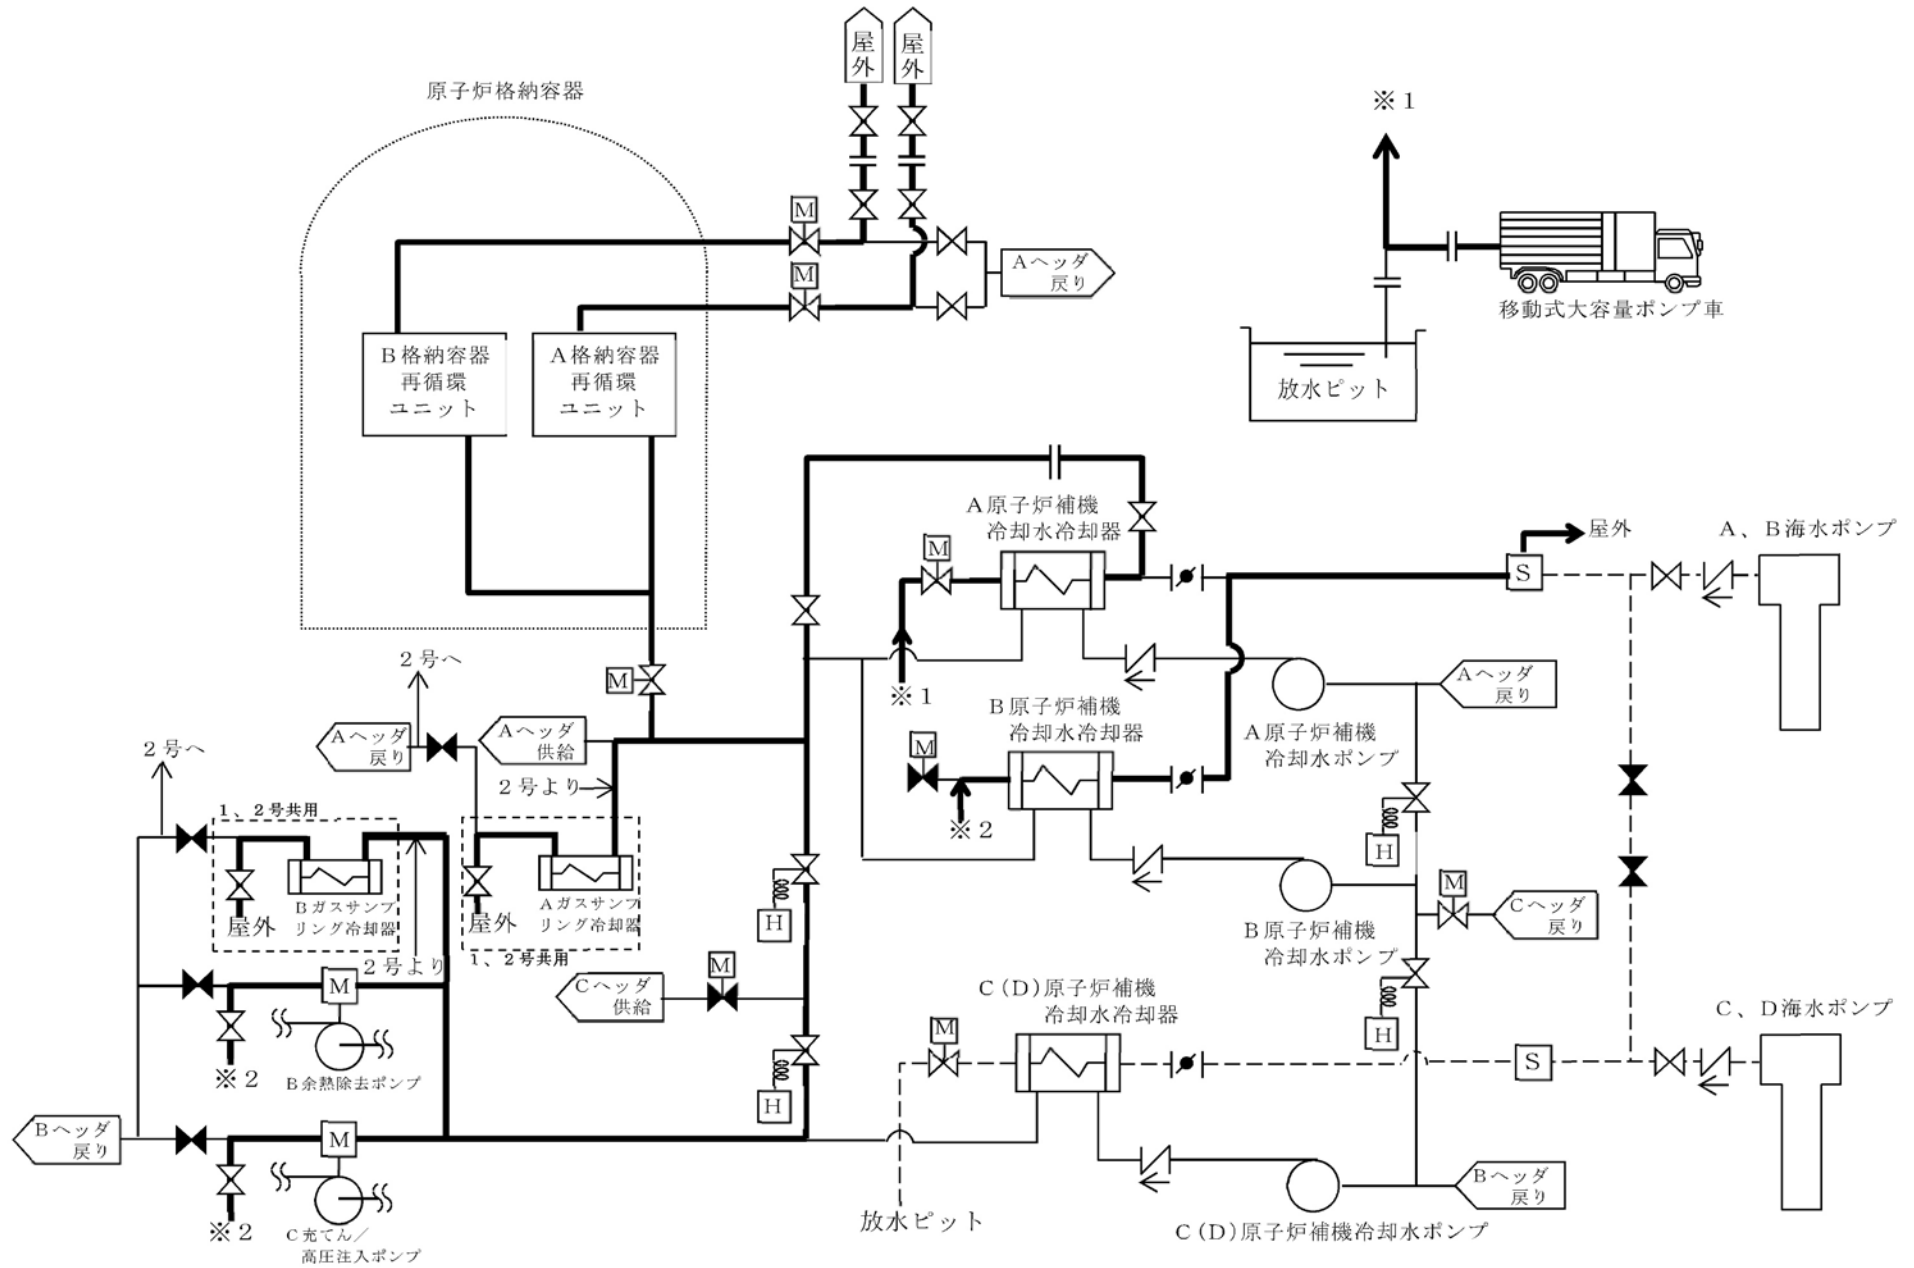 屋外
屋外
原子炉格納容器
※1
M
M
Aヘッダ
戻り
移動式大容量ポンプ車
放水ピット
B格納容器
再循環
ユニット
A格納容器
再循環
ユニット
A原子炉補機
冷却水冷却器
M
S
屋外
A、B海水ポンプ
※1
Aヘッダ
戻り
A原子炉補機
冷却水ポンプ
B原子炉補機
冷却水冷却器
M
※2
2号へ
M
Aヘッダ
戻り
Aヘッダ
供給
2号より
2号へ
1、2号共用
屋外
Bガスサンプ
リング冷却器
2号より
屋外
Aガスサンプ
リング冷却器
1、2号共用
H
H
M
Cヘッダ
戻り
B原子炉補機
冷却水ポンプ
H
M
Cヘッダ
供給
M
※2
B余熱除去ポンプ
H
C(D)原子炉補機
冷却水冷却器
M
S
C、D海水ポンプ
Bヘッダ
戻り
M
※2
C充てん/
高圧注入ポンプ
放水ピット
Bヘッダ
戻り
C(D)原子炉補機冷却水ポンプ